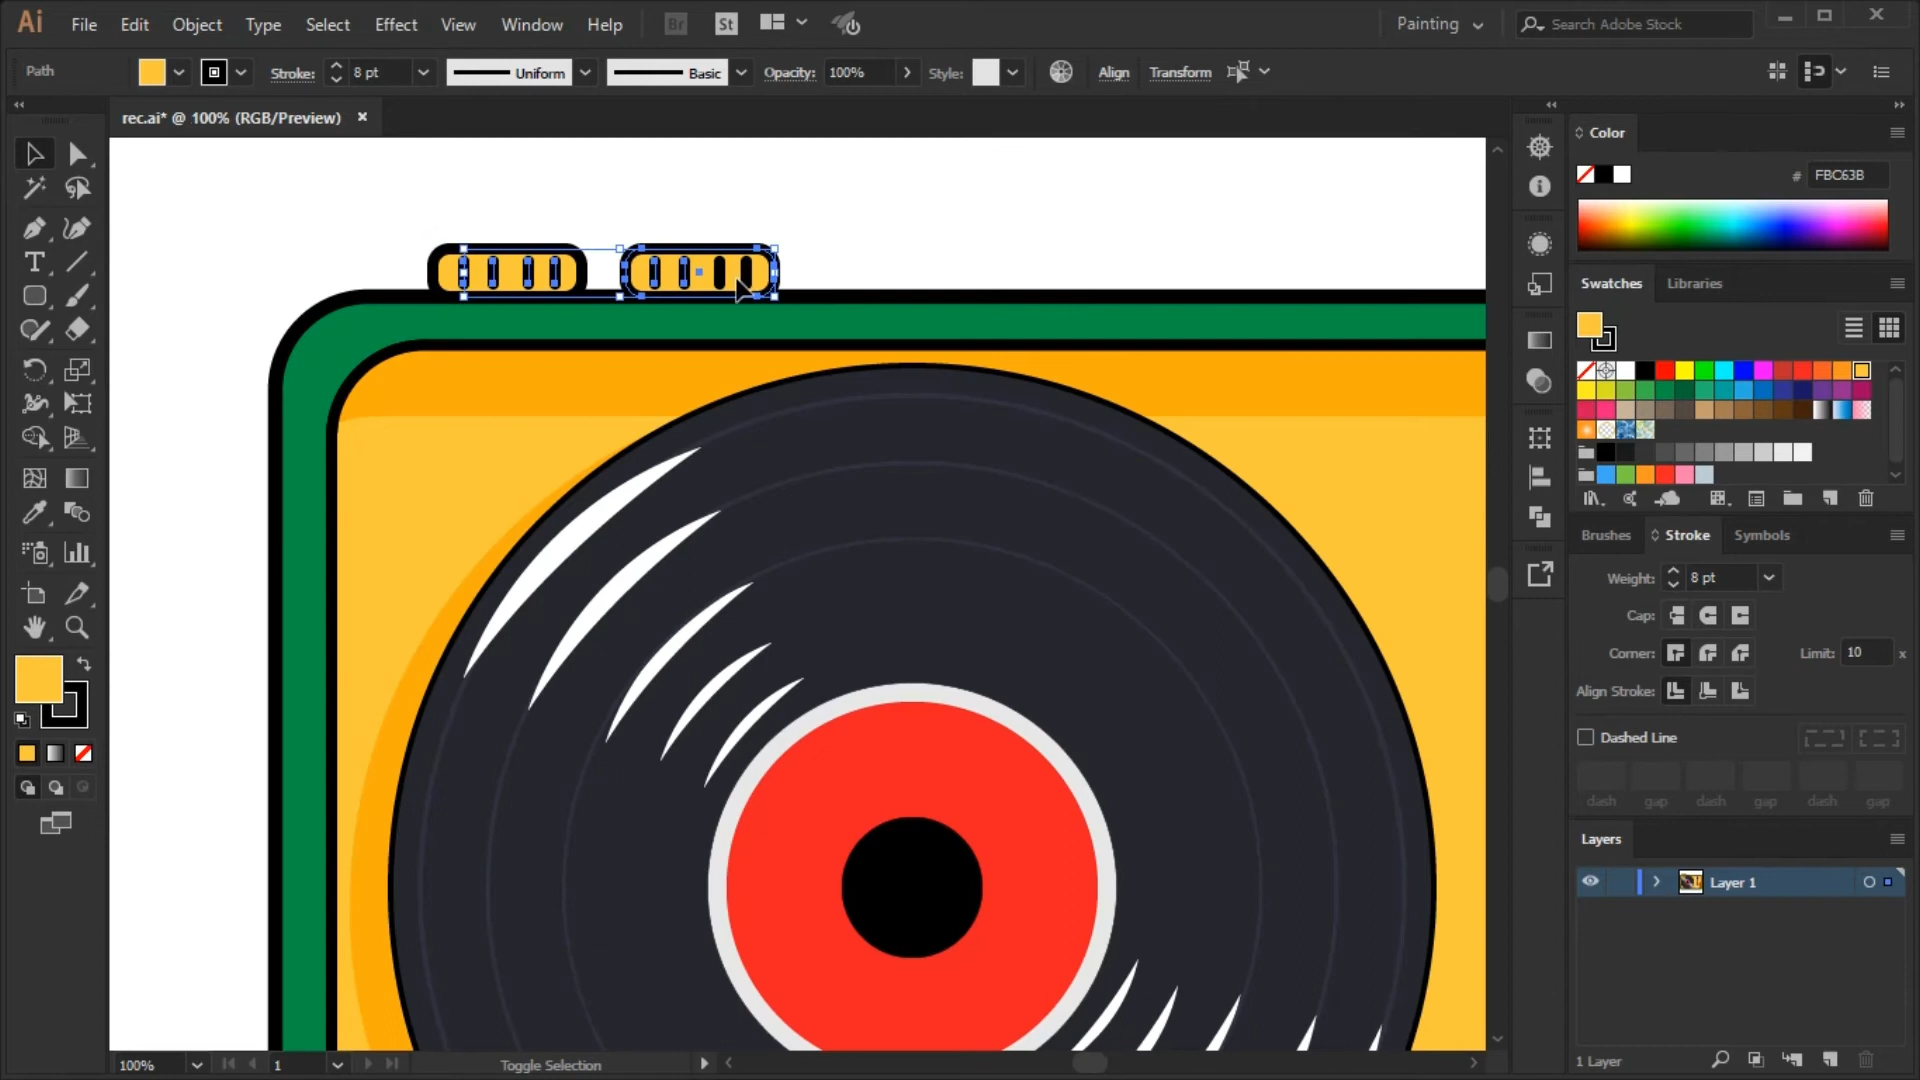 Ai File Edit Object Type Select Effect View Window Help Br St Painting Search Adobe Stock
Path Stroke: 8 pt Uniform Basic Opacity: 100% Style: Align Transform
rec.ai* @ 100% (RGB/Preview)
Color
# FBC63B
Swatches Libraries
Brushes Stroke Symbols
Weight: 8 pt
Cap:
Corner: Limit: 10 x
Align Stroke:
Dashed Line
dash gap dash gap dash gap
Layers
Layer 1
1 Layer
100% 1 Toggle Selection